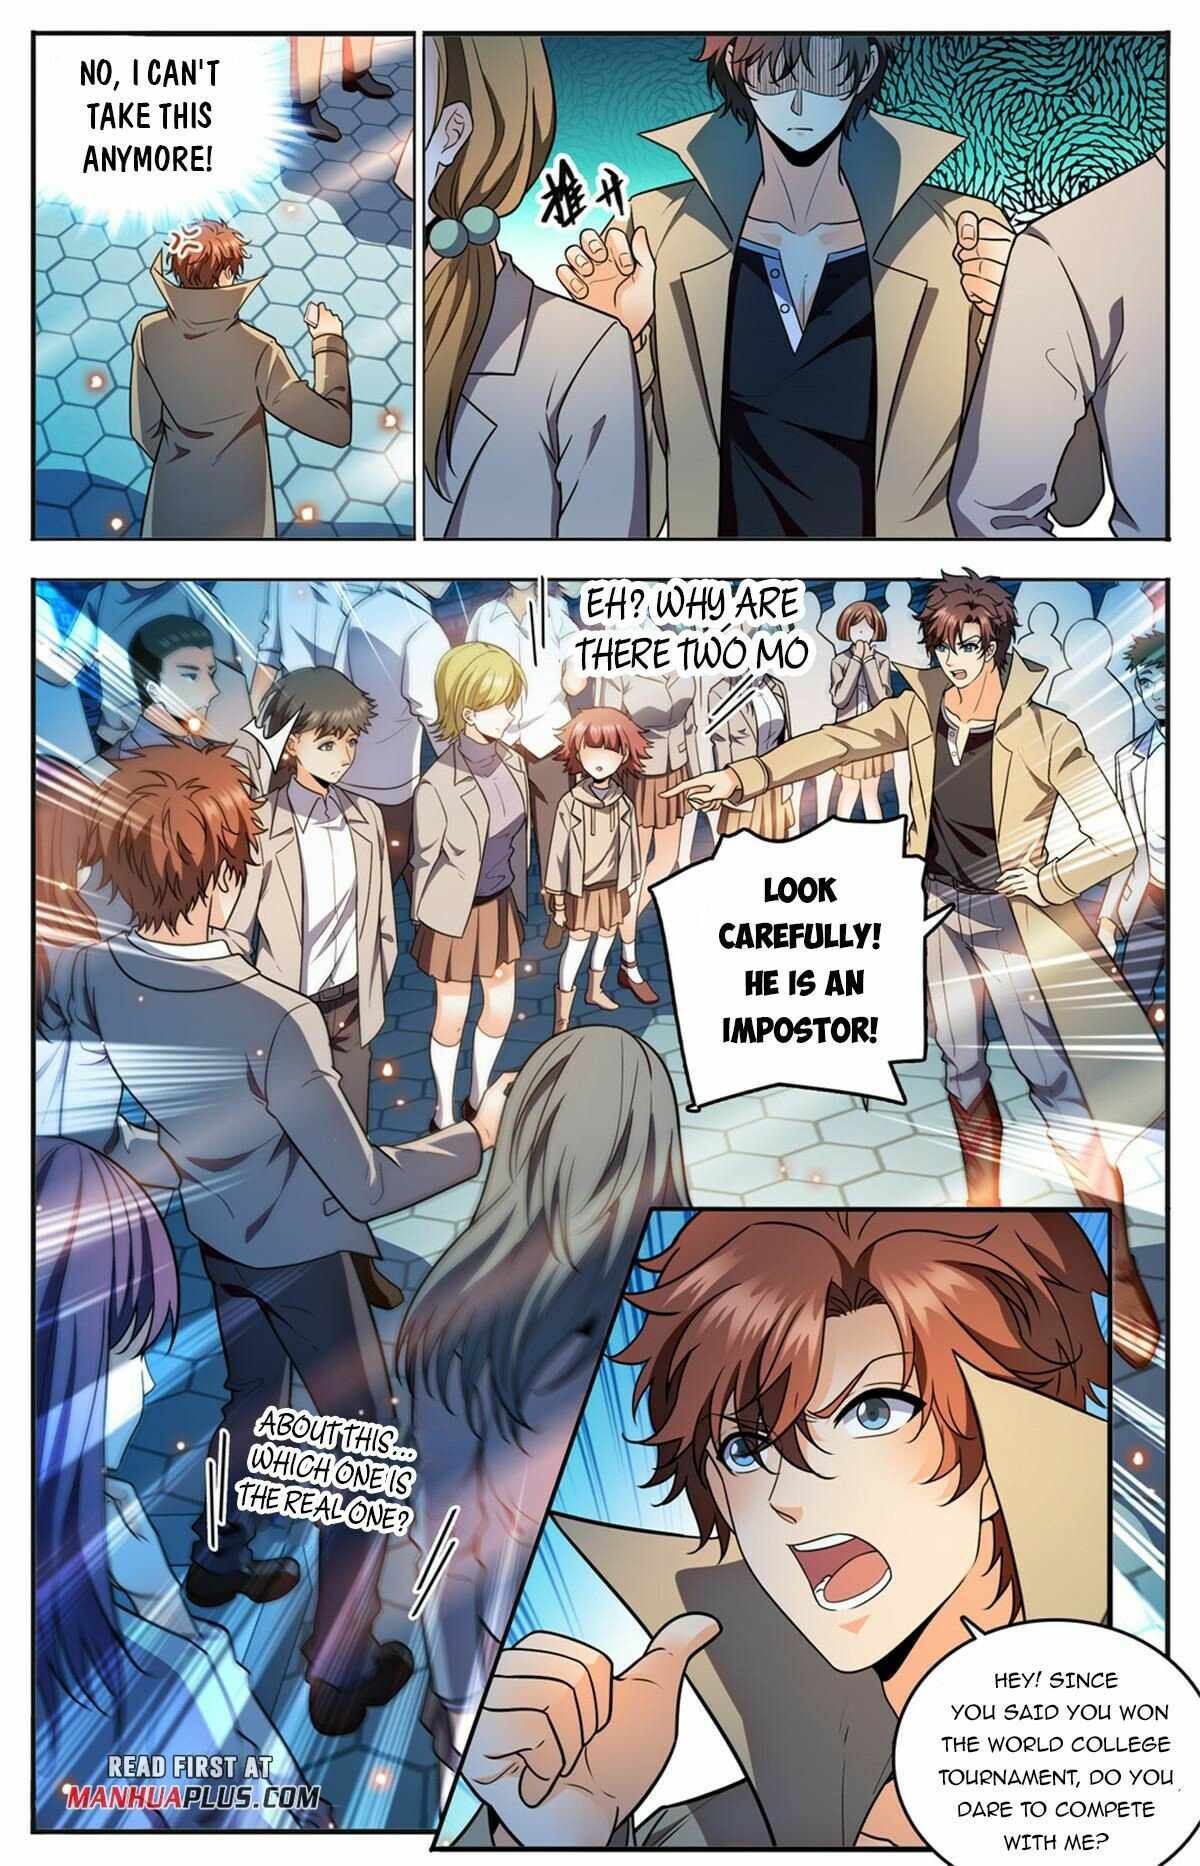 NO, I CAN'T
TAKE THIS
ANYMORE!
推开
EH? WHY ARE
THERE TWO MO
LOOK
CAREFULLY!
HE IS AN
IMPOSTOR!
ABOUT THIS...
WHICH ONE IS
THE REAL ONE?
HEY! SINCE
YOU SAID YOU WON
THE WORLD COLLEGE
TOURNAMENT, DO YOU
DARE TO COMPETE
WITH ME?
READ FIRST AT
MANHUAPLUS.COM